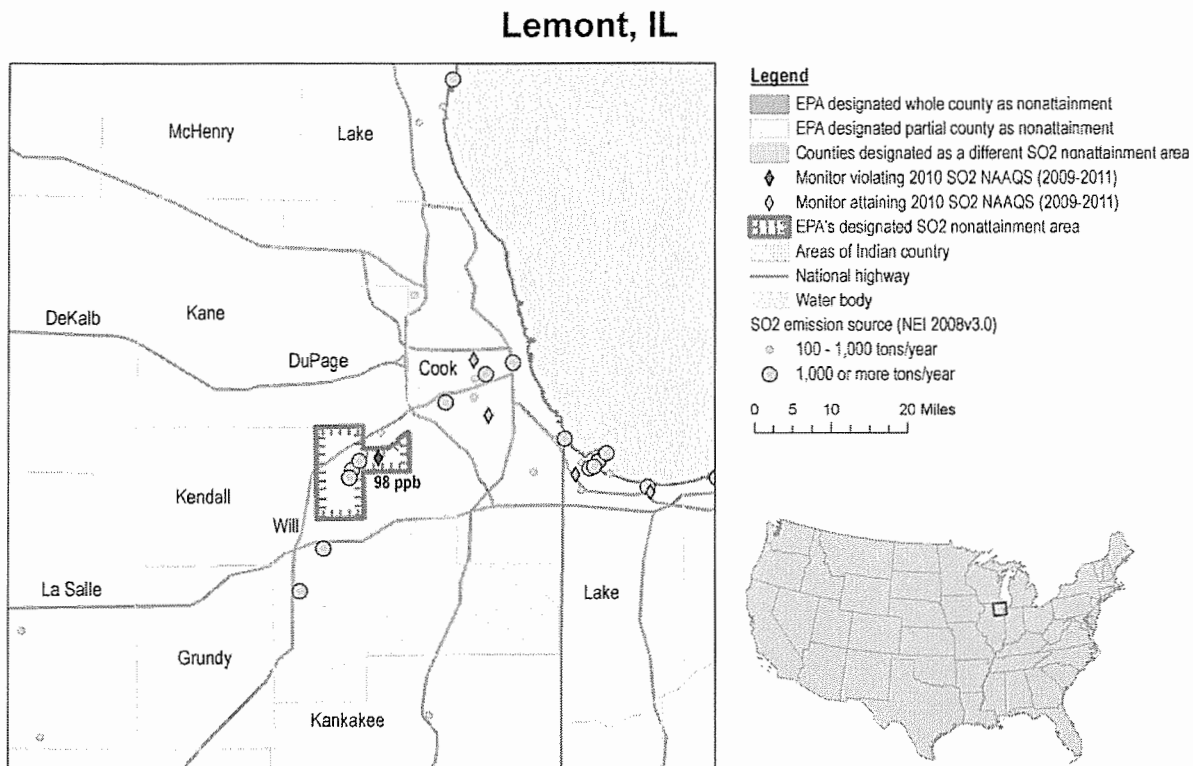 Lemont, IL
McHenry
Lake
Kane
DeKalb
DuPage
Cook
98 ppb
Kendall
Will
La Salle
Lake
Grundy
Kankakee
Legend
EPA designated whole county as nonattainment
EPA designated partial county as nonattainment
Counties designated as a different SO2 nonattainment area
Monitor violating 2010 SO2 NAAQS (2009-2011)
Monitor attaining 2010 SO2 NAAQS (2009-2011)
EPA's designated SO2 nonattainment area
Areas of Indian country
National highway
Water body
SO2 emission source (NEI 2008v3.0)
100 - 1,000 tons/year
1,000 or more tons/year
0 5 10 20 Miles